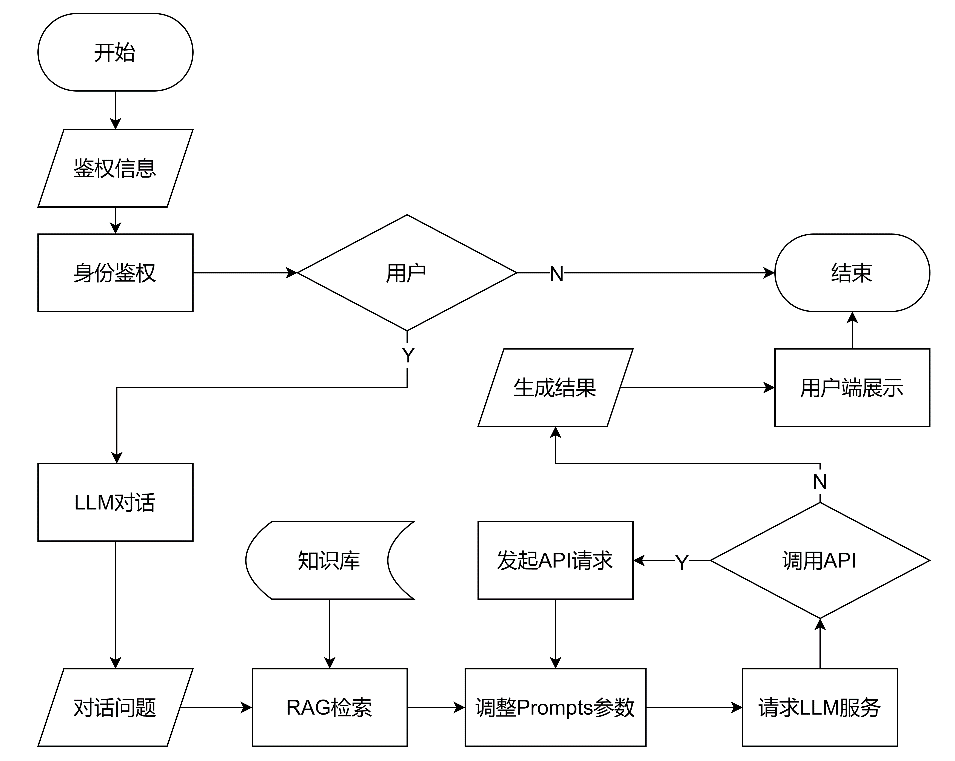 开始
鉴权信息
身份鉴权
用户
N
结束
Y
生成结果
用户端展示
LLM对话
N
知识库
发起API请求
Y
调用API
对话问题
RAG检索
调整Prompts参数
请求LLM服务